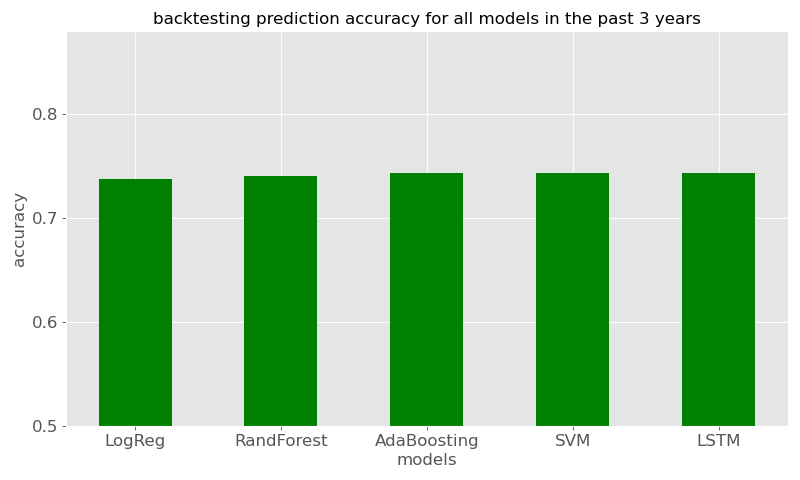 backtesting prediction accuracy for all models in the past 3 years
accuracy
0.8
0.7
0.6
0.5
LogReg RandForest AdaBoosting SVM LSTM
models